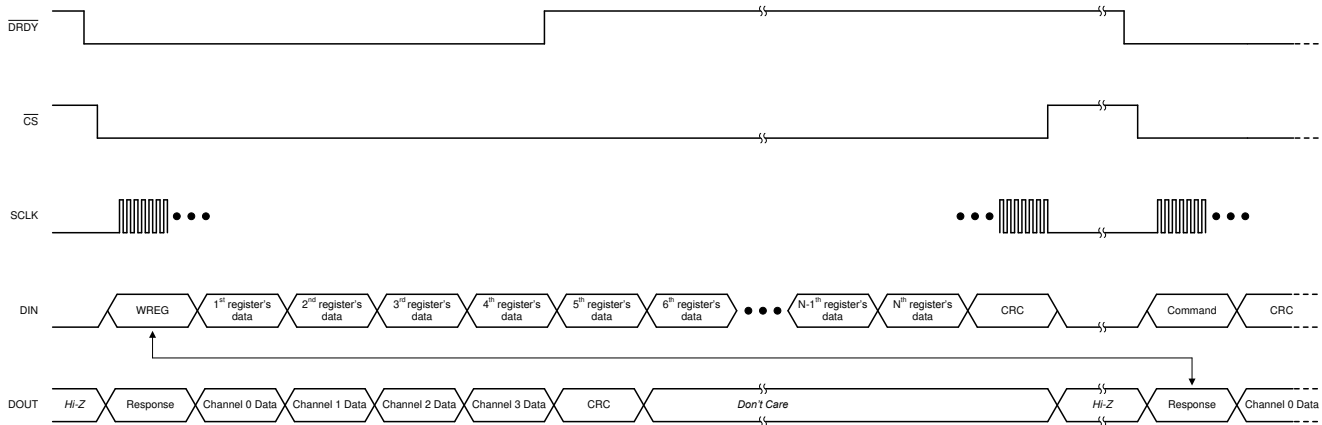 DRDY
CS
SCLK
DIN
WREG
1st register's
data
2nd register's
data
3rd register's
data
4th register's
data
5th register's
data
6th register's
data
N-1th register's
data
Nth register's
data
CRC
Command
CRC
DOUT
Hi-Z
Response
Channel 0 Data
Channel 1 Data
Channel 2 Data
Channel 3 Data
CRC
Don't Care
Hi-Z
Response
Channel 0 Data